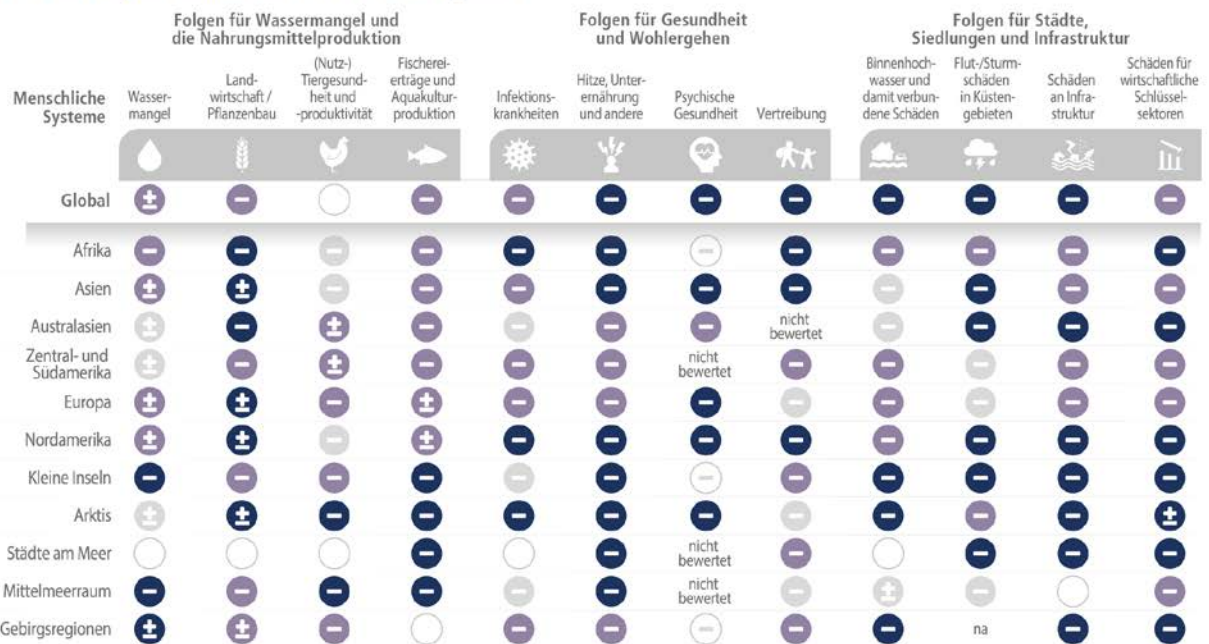 Folgen für Wassermangel und
die Nahrungsmittelproduktion
Folgen für Gesundheit
und Wohlergehen
Folgen für Städte,
Siedlungen und Infrastruktur
Menschliche
Systeme
Wasser-
mangel
Land-
wirtschaft /
Pflanzenbau
(Nutz-)
Tiergesund-
heit und
-produktivität
Fischerei-
erträge und
Aquakultur-
produktion
Infektions-
krankheiten
Hitze, Unter-
ernährung
und andere
Psychische
Gesundheit
Vertreibung
Binnenhoch-
wasser und
damit verbun-
dene Schäden
Flut-/Sturm-
schäden
in Küsten-
gebieten
Schäden
an Infra-
struktur
Schäden für
wirtschaftliche
Schlüssel-
sektoren
Global
± − − − − − − − − − −
Afrika
− − − − − − − − − − − −
Asien
± ± − − − − − − − − − −
Australasien
± − ± − − − − nicht
bewertet
− − − −
Zentral- und
Südamerika
± − ± − − − nicht
bewertet
− − − − −
Europa
± ± − ± − − − − − − − −
Nordamerika
± ± − ± − − − − − − − −
Kleine Inseln
− − − − − − − − − − − −
Arktis
± ± − − − − − − − − − ±
Städte am Meer
− − nicht
bewertet
− − − −
Mittelmeerraum
− − − − − − nicht
bewertet
− ± − −
Gebirgsregionen
± ± − − − − − − na − −